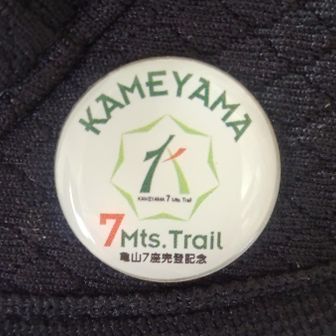 KAMEYAMA
KAMEYAMA 7 Mts. Trail
7Mts.Trail
亀山7座完登記念